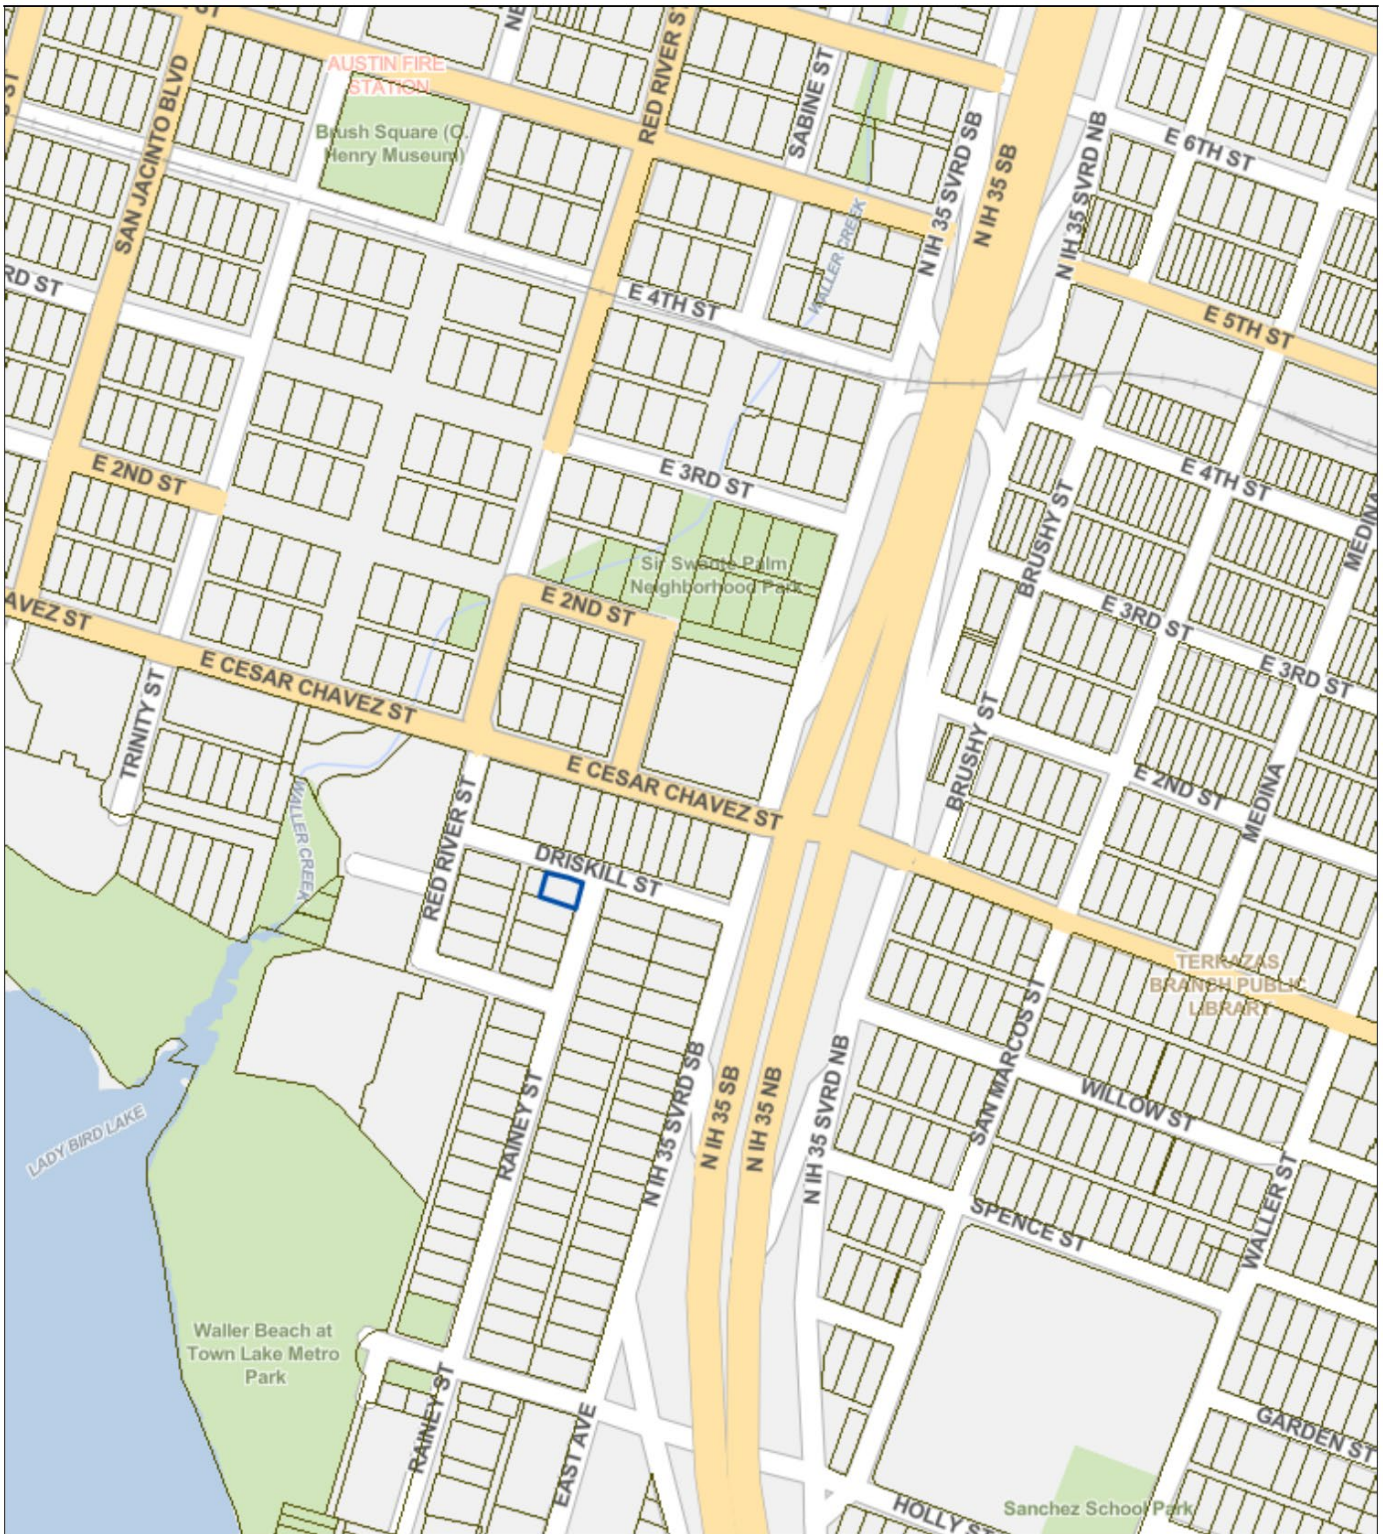 AUSTIN FIRE
STATION
Brush Square (O.
Henry Museum)
SAN JACINTO BLVD
RED RIVER ST
SABINE ST
N IH 35 SVRD SB
N IH 35 SB
N IH 35 SVRD NB
E 6TH ST
WALLER CREEK
E 4TH ST
E 5TH ST
RD ST
E 2ND ST
E 3RD ST
E 4TH ST
BRUSHY ST
MEDINA
Sir Swante Palm
Neighborhood Park
E 2ND ST
E 3RD ST
E 3RD ST
AVEZ ST
E CESAR CHAVEZ ST
TRINITY ST
BRUSHY ST
E CESAR CHAVEZ ST
E 2ND ST
MEDINA
WALLER CREEK
RED RIVER ST
DRISKILL ST
TERRAZAS
BRANCH PUBLIC
LIBRARY
SAN MARCOS ST
N IH 35 SVRD SB
N IH 35 SB
N IH 35 NB
N IH 35 SVRD NB
RAINEY ST
WILLOW ST
LADY BIRD LAKE
SPENCE ST
WALLER ST
Waller Beach at
Town Lake Metro
Park
RAINEY ST
EAST AVE
GARDEN ST
HOLLY ST
Sanchez School Park